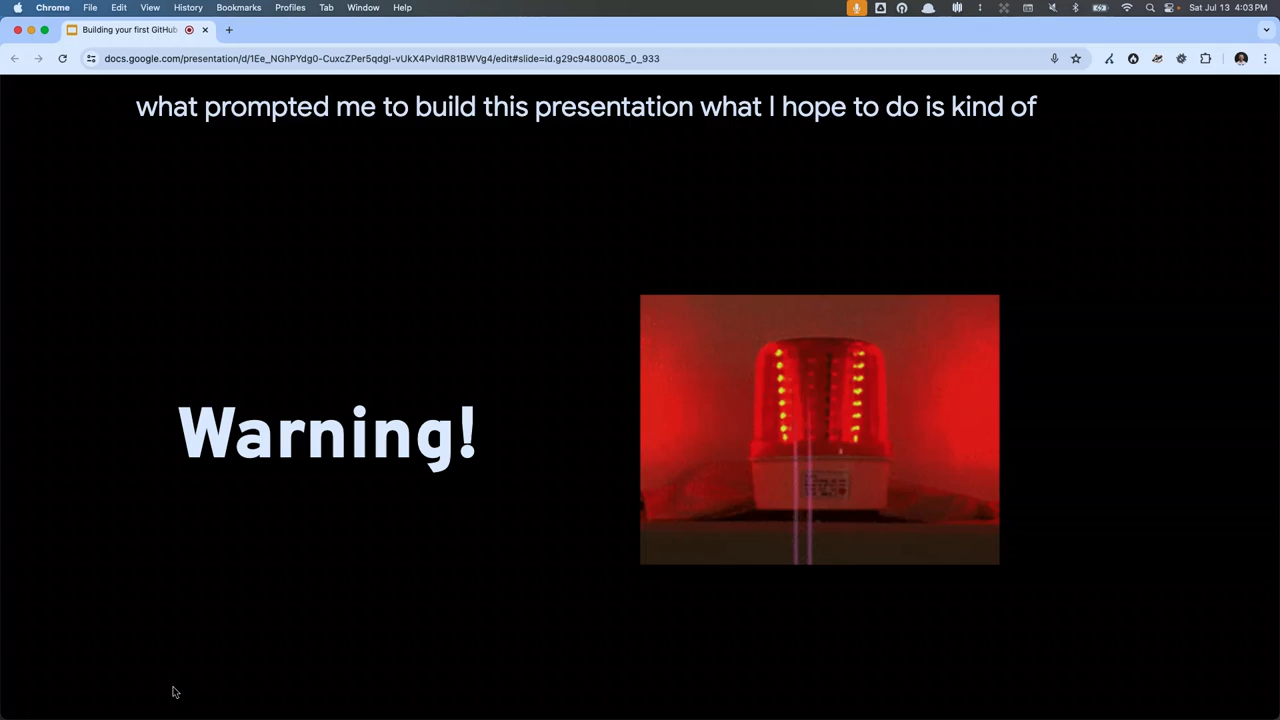 Chrome File Edit View History Bookmarks Profiles Tab Window Help Sat Jul 13 4:03 PM
Building your first GitHub
docs.google.com/presentation/d/1Ee_NGhPYdg0-CuxcZPer5qdgI-vUkX4PvIdR81BWVg4/edit#slide=id.g29c94800805_0_933
what prompted me to build this presentation what I hope to do is kind of
Warning!